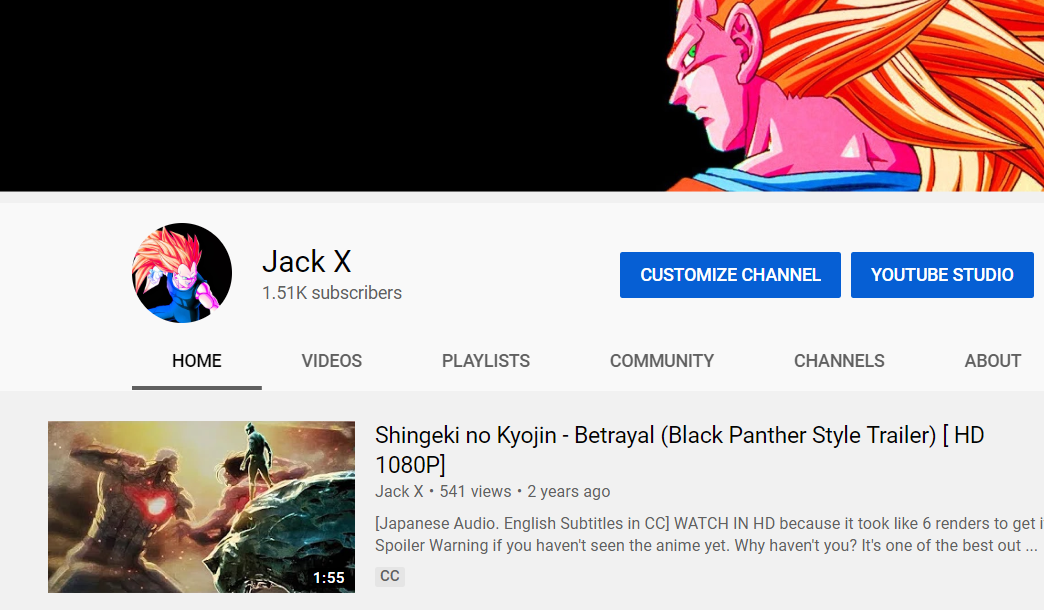 Jack X
1.51K subscribers
CUSTOMIZE CHANNEL
YOUTUBE STUDIO
HOME
VIDEOS
PLAYLISTS
COMMUNITY
CHANNELS
ABOUT
1:55
Shingeki no Kyojin - Betrayal (Black Panther Style Trailer) [ HD
1080P]
Jack X • 541 views • 2 years ago
[Japanese Audio. English Subtitles in CC] WATCH IN HD because it took like 6 renders to get
Spoiler Warning if you haven't seen the anime yet. Why haven't you? It's one of the best out ...
CC